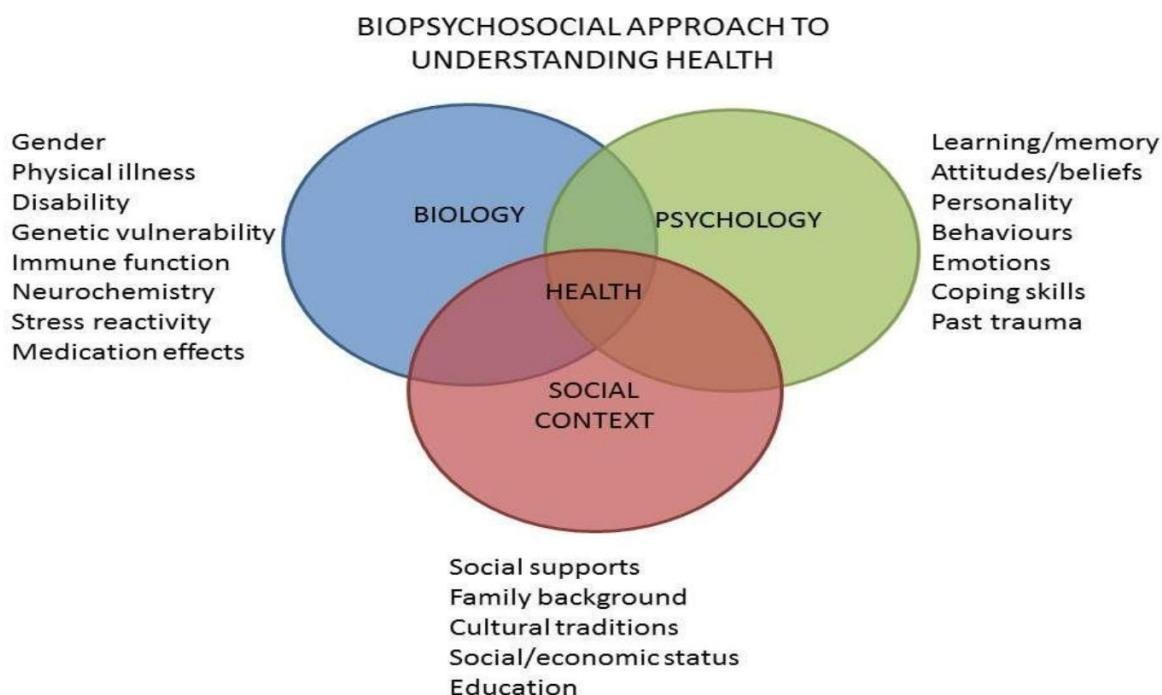 BIOPSYCHOSOCIAL APPROACH TO
UNDERSTANDING HEALTH
Gender
Physical illness
Disability
Genetic vulnerability
Immune function
Neurochemistry
Stress reactivity
Medication effects
BIOLOGY
PSYCHOLOGY
HEALTH
SOCIAL
CONTEXT
Learning/memory
Attitudes/beliefs
Personality
Behaviours
Emotions
Coping skills
Past trauma
Social supports
Family background
Cultural traditions
Social/economic status
Education